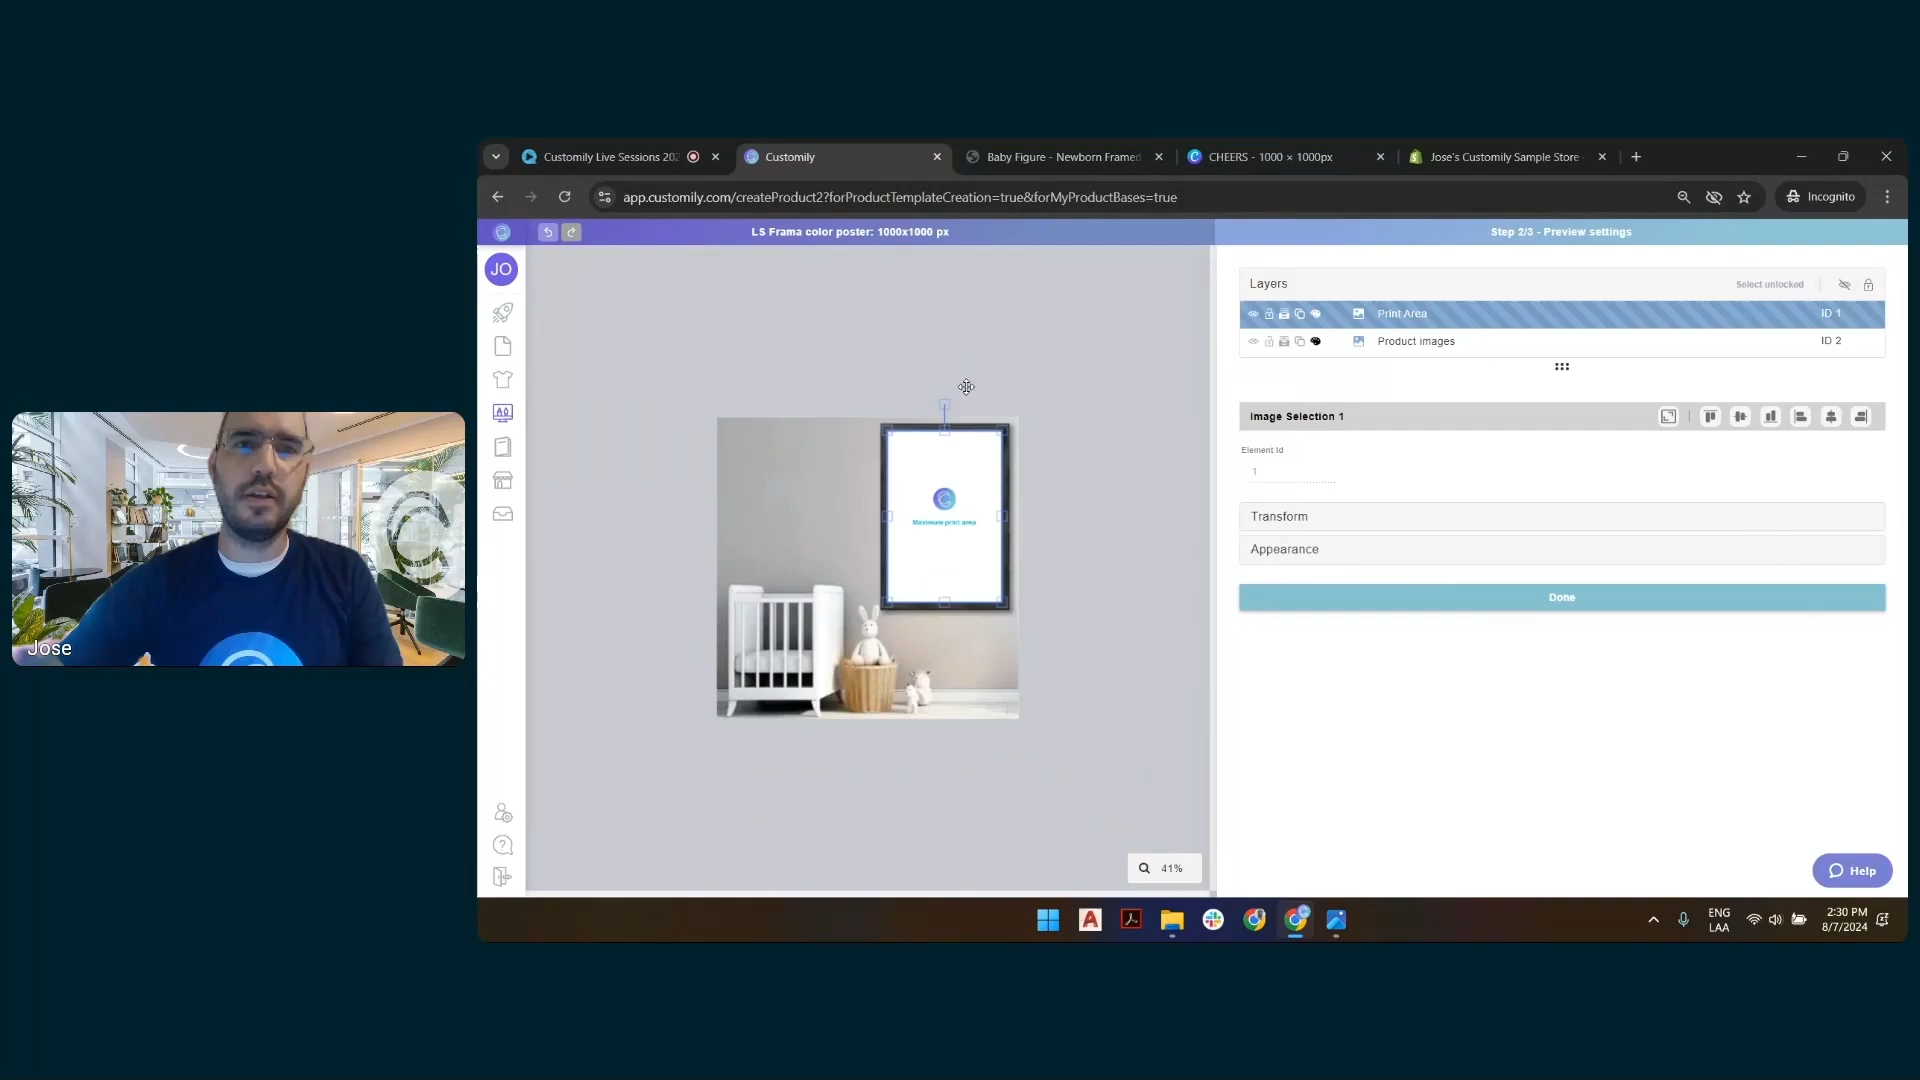 Customily Live Sessions 202
Customily
Baby Figure - Newborn Framed
CHEERS - 1000 × 1000px
Jose's Customily Sample Store
app.customily.com/createProduct2?forProductTemplateCreation=true&forMyProductBases=true
Incognito
LS Frama color poster: 1000x1000 px
Step 2/3 - Preview settings
JO
Layers
Select unlocked
Print Area
ID 1
Product images
ID 2
Image Selection 1
Element Id
1
Transform
Appearance
Done
Maximum print area
Jose
41%
Help
ENG
LAA
2:30 PM
8/7/2024